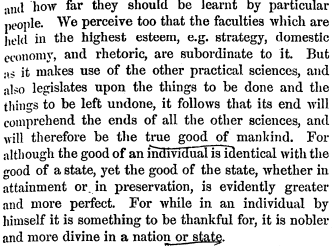 and how far they should be learnt by particular
people. We perceive too that the faculties which are
held in the highest esteem, e.g. strategy, domestic
economy, and rhetoric, are subordinate to it. But
as it makes use of the other practical sciences, and
also legislates upon the things to be done and the
things to be left undone, it follows that its end will
comprehend the ends of all the other sciences, and
will therefore be the true good of mankind. For
although the good of an individual is identical with the
good of a state, yet the good of the state, whether in
attainment or in preservation, is evidently greater
and more perfect. For while in an individual by
himself it is something to be thankful for, it is nobler
and more divine in a nation or state.